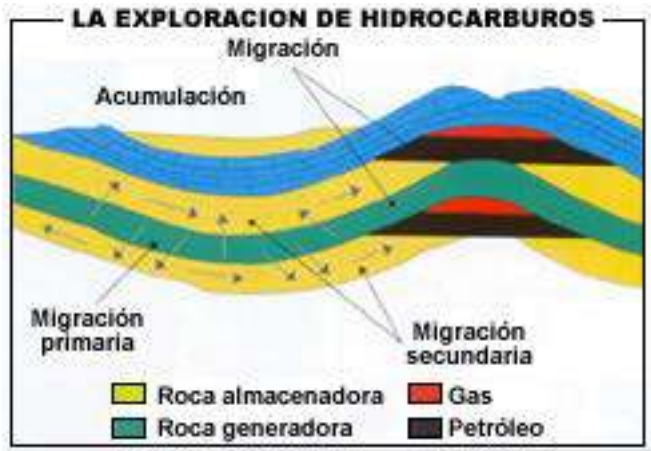 LA EXPLORACION DE HIDROCARBUROS
Migración
Acumulación
Migración
primaria
Migración
secundaria
Roca almacenadora
Gas
Roca generadora
Petróleo